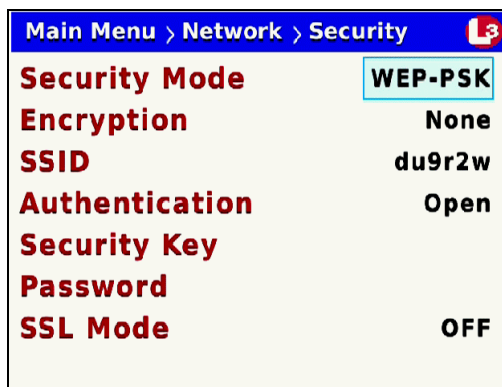 Main Menu > Network > Security L3
Security Mode WEP-PSK
Encryption None
SSID du9r2w
Authentication Open
Security Key
Password
SSL Mode OFF